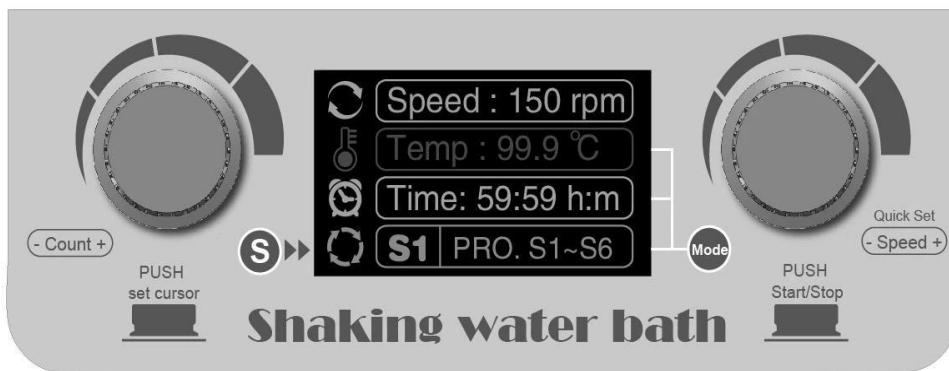 Speed : 150 rpm
Temp : 99.9 ℃
Time: 59:59 h:m
S
S1 PRO. S1~S6
Mode
- Count +
PUSH
set cursor
Quick Set
- Speed +
PUSH
Start/Stop
Shaking water bath